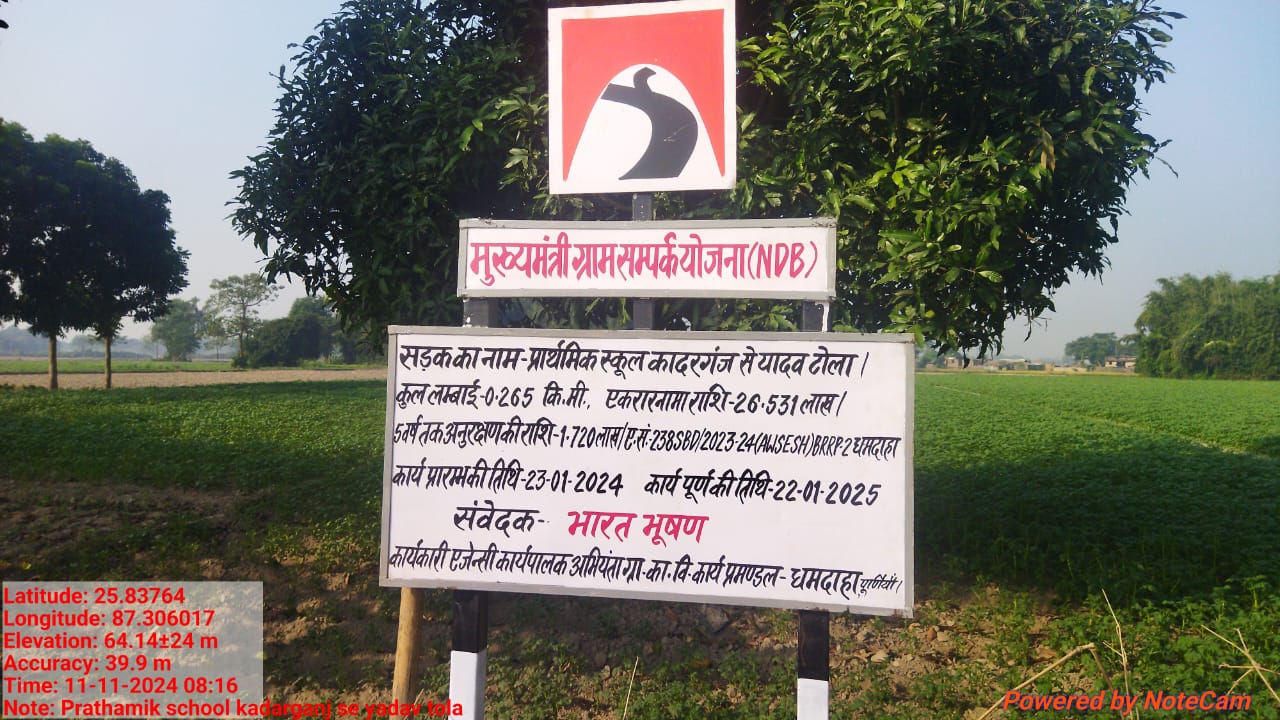 मुख्यमंत्री ग्राम सम्पर्क योजना (NDB)
सड़क का नाम-प्राथमिक स्कूल कादरगंज से यादव टोला।
कुल लम्बाई-0.265 कि.मी., एकरारनामा राशि-26.531 लाख।
5 वर्ष तक अनुरक्षण की राशि-1.720 लाख/ए.सं.-238SBD/2023-24(AWSESH)BRRP-2 धमदाहा
कार्य प्रारम्भ की तिथि-23-01-2024 कार्य पूर्ण की तिथि-22-01-2025
संवेदक- भारत भूषण
कार्यकारी एजेन्सी कार्यपालक अभियंता ग्रा.का.वि.कार्य प्रमण्डल-धमदाहा, पूर्णियाँ।
Latitude: 25.83764
Longitude: 87.306017
Elevation: 64.14±24 m
Accuracy: 39.9 m
Time: 11-11-2024 08:16
Note: Prathamik school kadarganj se yadav tola
Powered by NoteCam